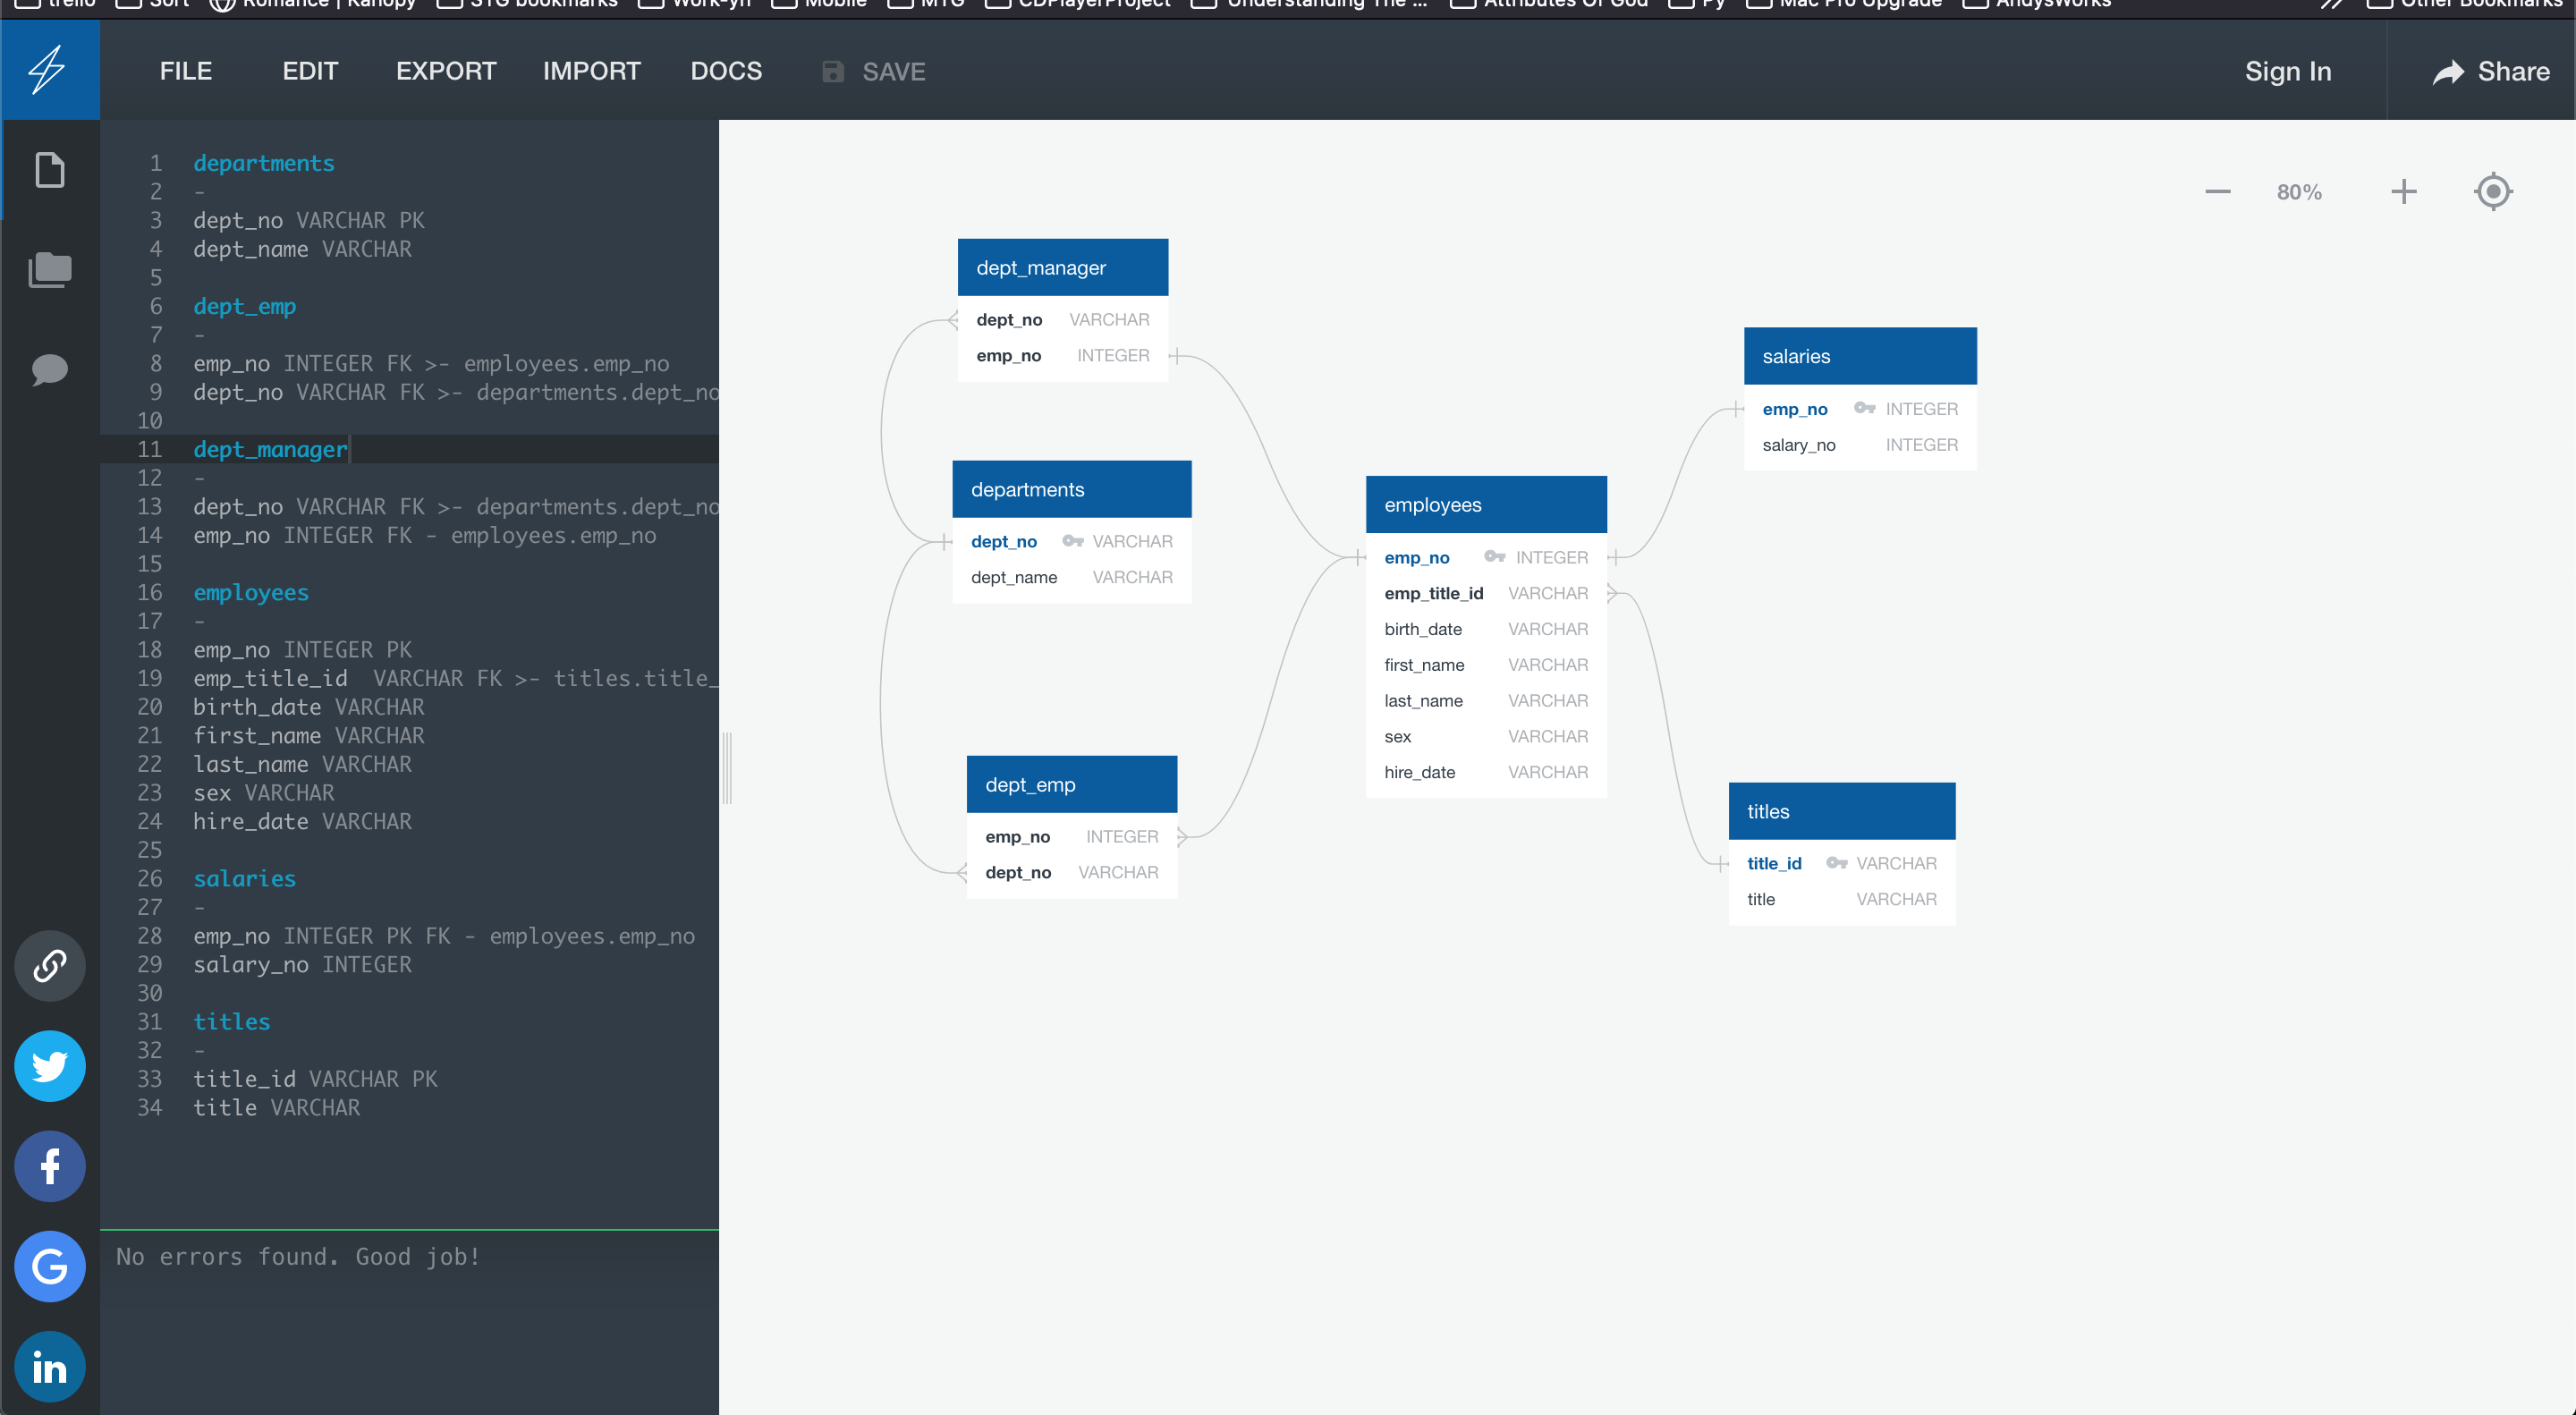 trello Sort Romance | Kanopy STG bookmarks Work-yn Mobile MTG CDPlayerProject Understanding The ... Attributes Of God Py Mac Pro Upgrade AndysWorks Other Bookmarks
FILE EDIT EXPORT IMPORT DOCS SAVE Sign In Share
1 departments
2 -
3 dept_no VARCHAR PK
4 dept_name VARCHAR
5
6 dept_emp
7 -
8 emp_no INTEGER FK >- employees.emp_no
9 dept_no VARCHAR FK >- departments.dept_no
10
11 dept_manager
12 -
13 dept_no VARCHAR FK >- departments.dept_no
14 emp_no INTEGER FK - employees.emp_no
15
16 employees
17 -
18 emp_no INTEGER PK
19 emp_title_id  VARCHAR FK >- titles.title_
20 birth_date VARCHAR
21 first_name VARCHAR
22 last_name VARCHAR
23 sex VARCHAR
24 hire_date VARCHAR
25
26 salaries
27 -
28 emp_no INTEGER PK FK - employees.emp_no
29 salary_no INTEGER
30
31 titles
32 -
33 title_id VARCHAR PK
34 title VARCHAR
No errors found. Good job!
80%
dept_manager
dept_no VARCHAR
emp_no INTEGER
departments
dept_no VARCHAR
dept_name VARCHAR
dept_emp
emp_no INTEGER
dept_no VARCHAR
employees
emp_no INTEGER
emp_title_id VARCHAR
birth_date VARCHAR
first_name VARCHAR
last_name VARCHAR
sex VARCHAR
hire_date VARCHAR
salaries
emp_no INTEGER
salary_no INTEGER
titles
title_id VARCHAR
title VARCHAR